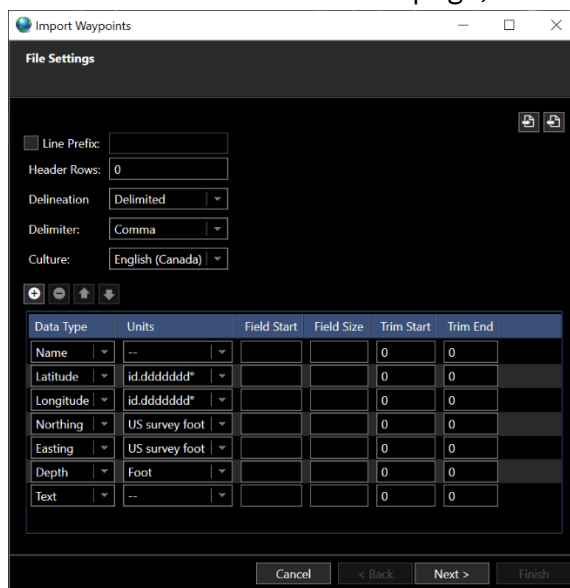 Import Waypoints
File Settings
Line Prefix:
Header Rows: 0
Delineation Delimited
Delimiter: Comma
Culture: English (Canada)
Data Type Units Field Start Field Size Trim Start Trim End
Name -- 0 0
Latitude id.ddddddd° 0 0
Longitude id.ddddddd° 0 0
Northing US survey foot 0 0
Easting US survey foot 0 0
Depth Foot 0 0
Text -- 0 0
Cancel < Back Next > Finish